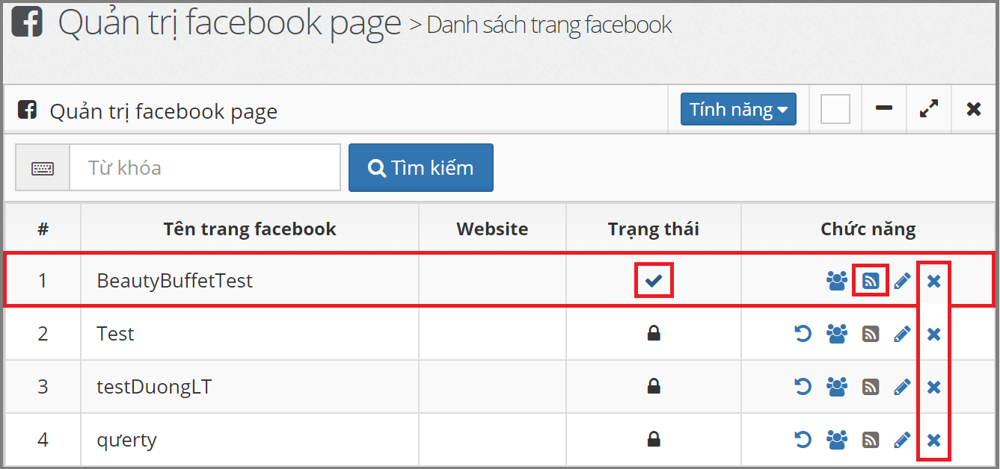 Quản trị facebook page > Danh sách trang facebook
Quản trị facebook page
Tính năng
Từ khóa
Tìm kiếm
# Tên trang facebook Website Trạng thái Chức năng
1 BeautyBuffetTest
2 Test
3 testDuongLT
4 qưerty